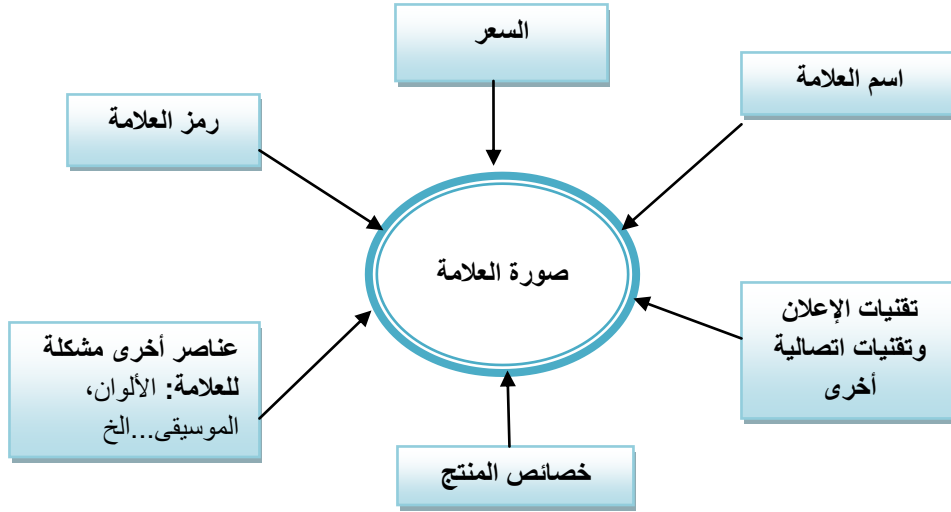 السعر
اسم العلامة
رمز العلامة
صورة العلامة
تقنيات الإعلان
وتقنيات اتصالية
أخرى
عناصر أخرى مشكلة
للعلامة: الألوان،
الموسيقى...الخ
خصائص المنتج